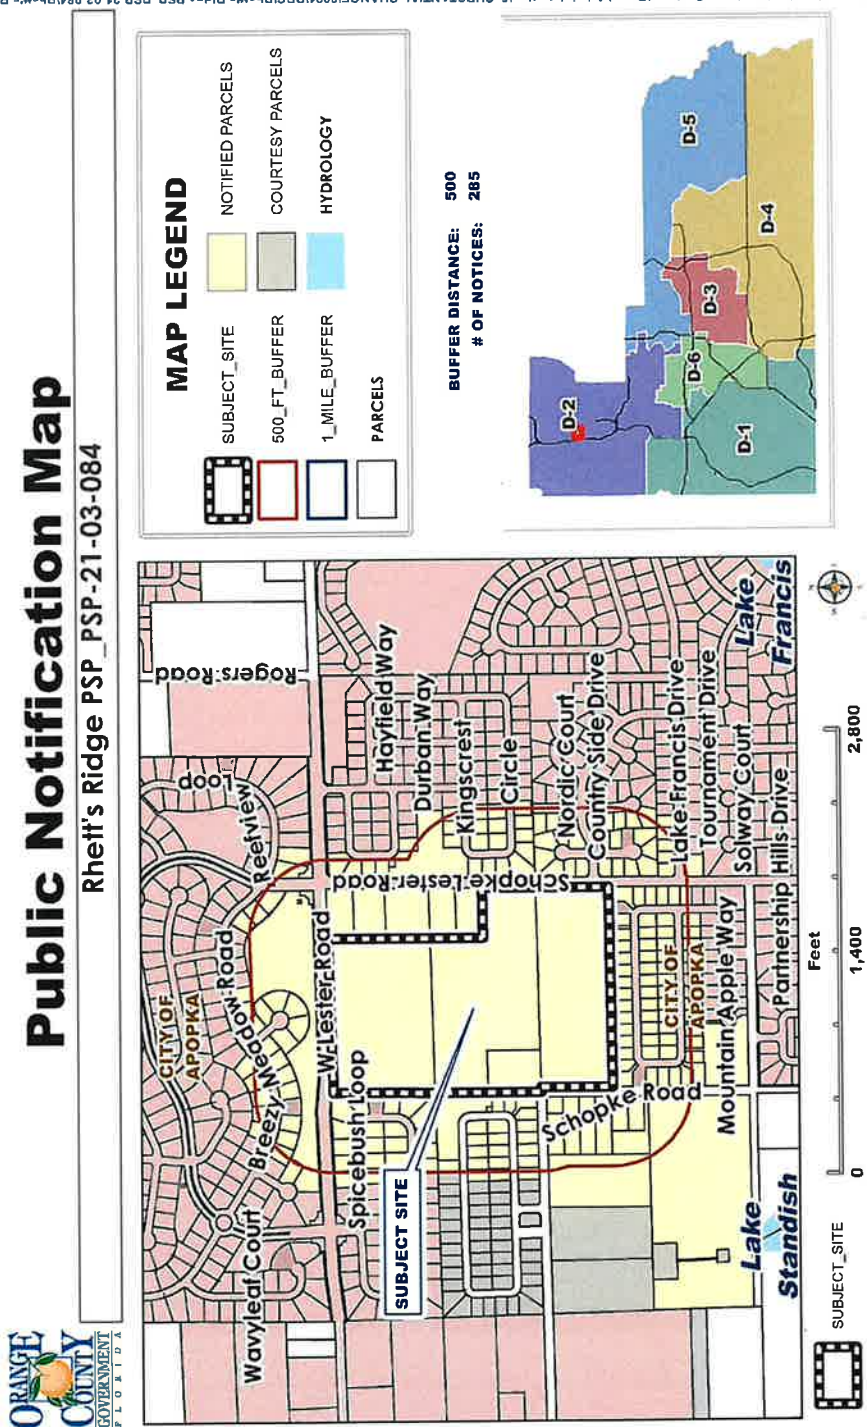 ORANGE
COUNTY
GOVERNMENT
FLORIDA
Public Notification Map
Rhett's Ridge PSP_PSP-21-03-084
CITY OF
APOPKA
Wavyleaf Court
Breezy Meadow Road
Reetview
Loop
Rogers Road
W Lester Road
Spicebush Loop
SUBJECT SITE
Schopke Lester Road
Hayfield Way
Durban Way
Kingscrest
Circle
Nordic Court
Country Side Drive
Schopke Road
CITY OF
APOPKA
Lake Francis Drive
Tournament Drive
Mountain Apple Way
Solway Court
Partnership Hills Drive
Lake
Standish
Lake
Francis
SUBJECT_SITE
Feet
0
1,400
2,800
MAP LEGEND
SUBJECT_SITE
500_FT_BUFFER
1_MILE_BUFFER
PARCELS
NOTIFIED PARCELS
COURTESY PARCELS
HYDROLOGY
BUFFER DISTANCE: 500
# OF NOTICES: 285
D-2
D-5
D-6
D-3
D-1
D-4